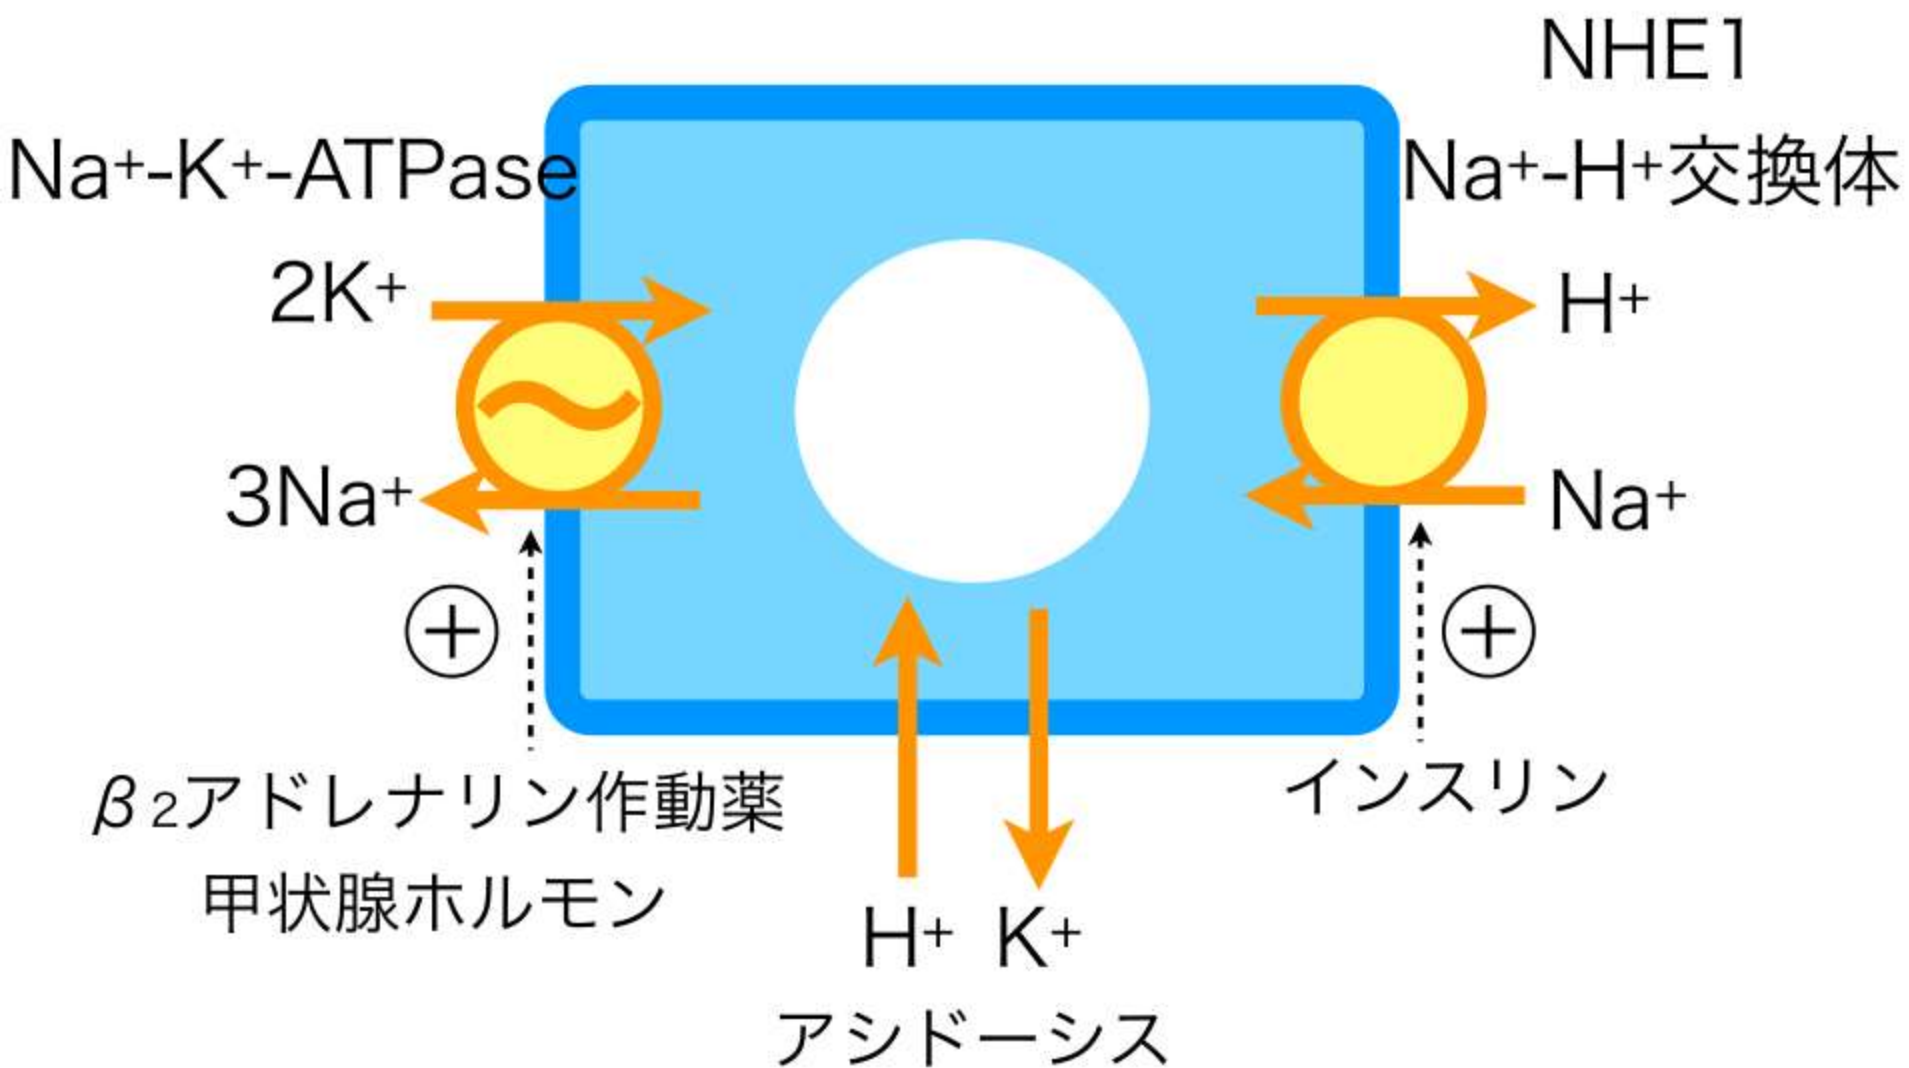 NHE1
Na⁺-K⁺-ATPase
Na⁺-H⁺交換体
2K⁺
H⁺
3Na⁺
Na⁺
+
+
β₂アドレナリン作動薬
インスリン
甲状腺ホルモン
H⁺ K⁺
アシドーシス